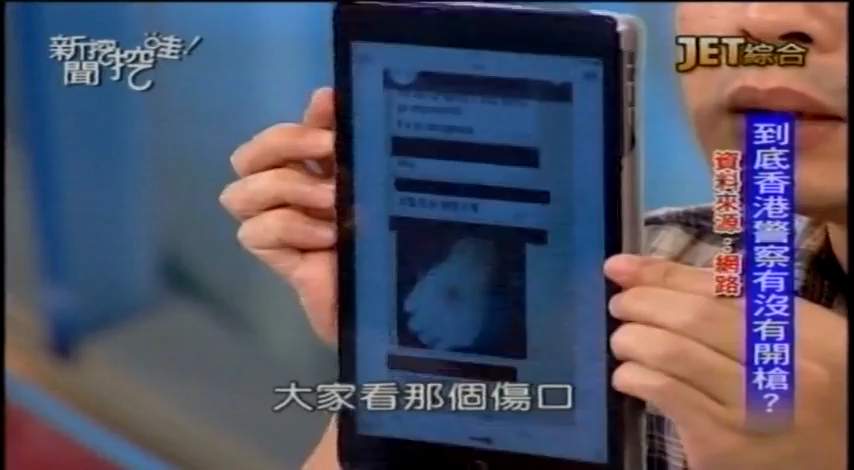 新聞挖挖哇!
JET綜合
到底香港警察有沒有開槍？
資料來源：網路
大家看那個傷口